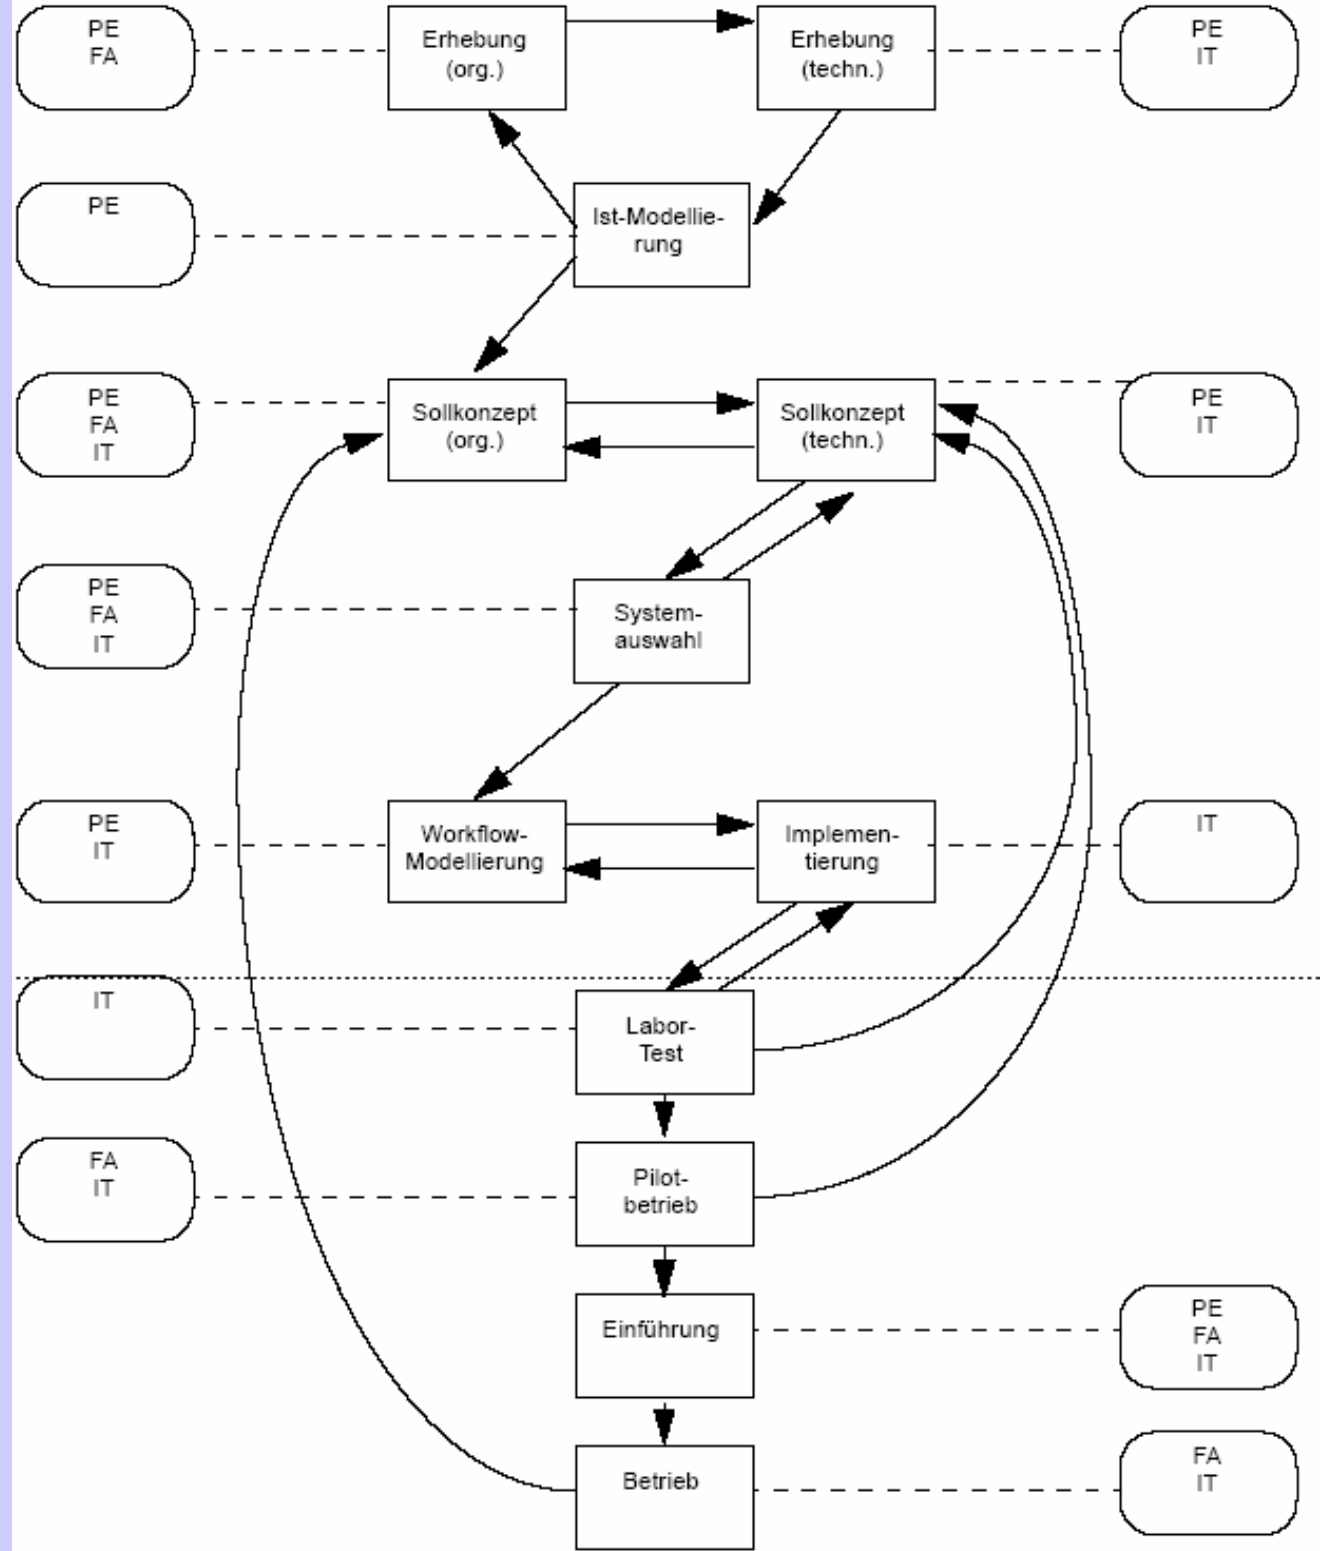 PE
FA
Erhebung
(org.)
Erhebung
(techn.)
PE
IT
PE
Ist-Modellie-
rung
PE
FA
IT
Sollkonzept
(org.)
Sollkonzept
(techn.)
PE
IT
PE
FA
IT
System-
auswahl
PE
IT
Workflow-
Modellierung
Implemen-
tierung
IT
IT
Labor-
Test
FA
IT
Pilot-
betrieb
Einführung
PE
FA
IT
Betrieb
FA
IT